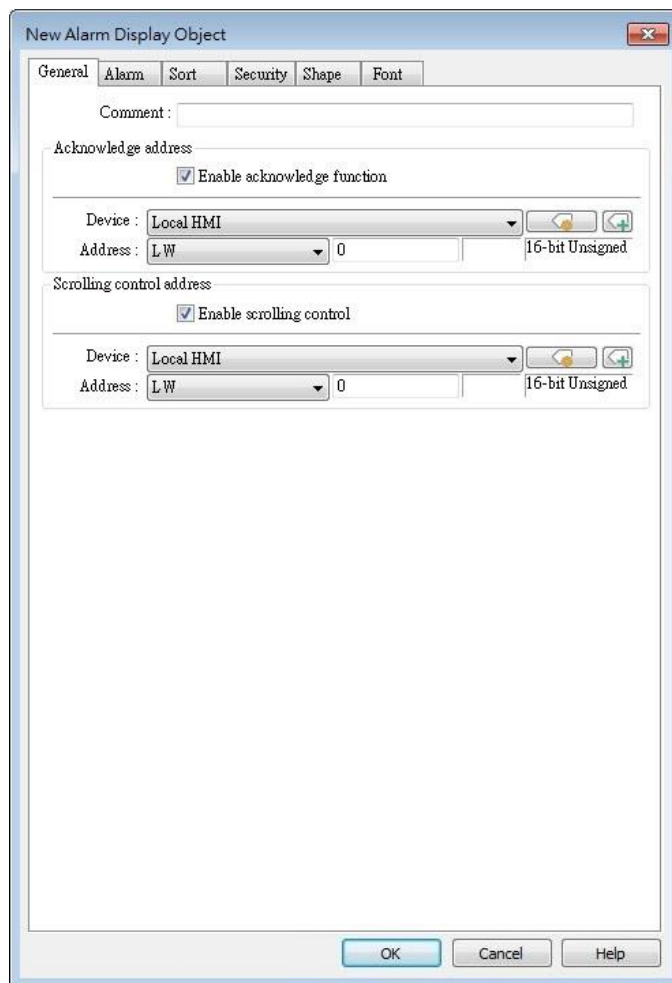 New Alarm Display Object
General Alarm Sort Security Shape Font
Comment :
Acknowledge address
Enable acknowledge function
Device : Local HMI
Address : LW 0 16-bit Unsigned
Scrolling control address
Enable scrolling control
Device : Local HMI
Address : LW 0 16-bit Unsigned
OK Cancel Help